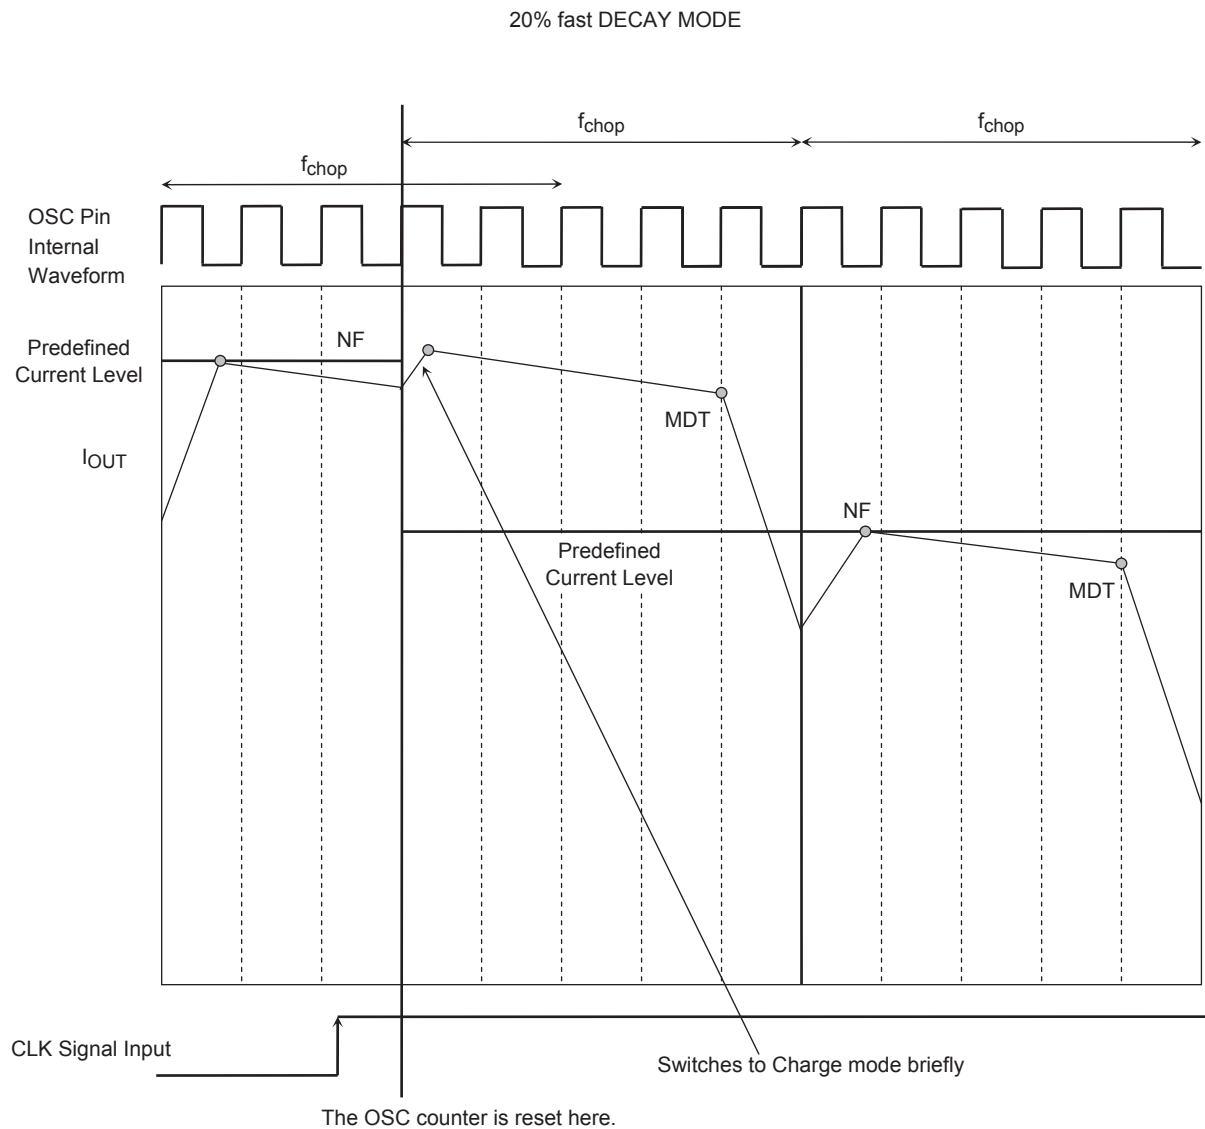 20% fast DECAY MODE
fchop
fchop
fchop
OSC Pin
Internal
Waveform
Predefined
Current Level
NF
MDT
IOUT
NF
Predefined
Current Level
MDT
CLK Signal Input
Switches to Charge mode briefly
The OSC counter is reset here.